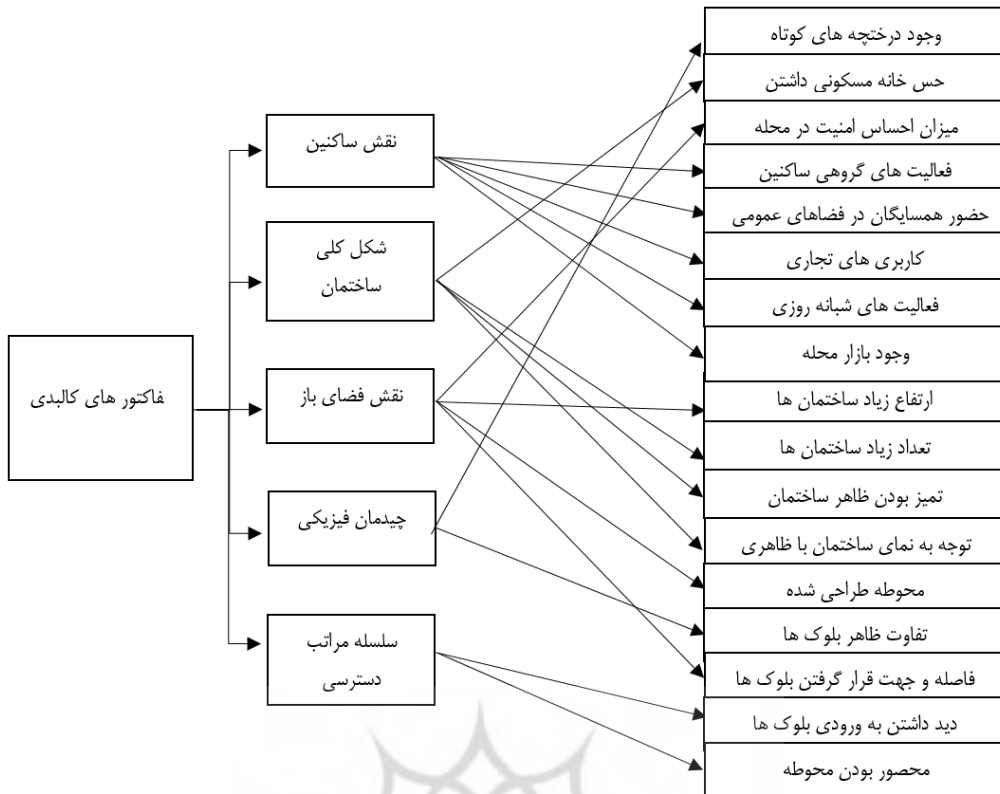 فاکتور های کالبدی
نقش ساکنین
شکل کلی
ساختمان
نقش فضای باز
چیدمان فیزیکی
سلسله مراتب
دسترسی
وجود درختچه های کوتاه
حس خانه مسکونی داشتن
میزان احساس امنیت در محله
فعالیت های گروهی ساکنین
حضور همسایگان در فضاهای عمومی
کاربری های تجاری
فعالیت های شبانه روزی
وجود بازار محله
ارتفاع زیاد ساختمان ها
تعداد زیاد ساختمان ها
تمیز بودن ظاهر ساختمان
توجه به نمای ساختمان با ظاهری
محوطه طراحی شده
تفاوت ظاهر بلوک ها
فاصله و جهت قرار گرفتن بلوک ها
دید داشتن به ورودی بلوک ها
محصور بودن محوطه